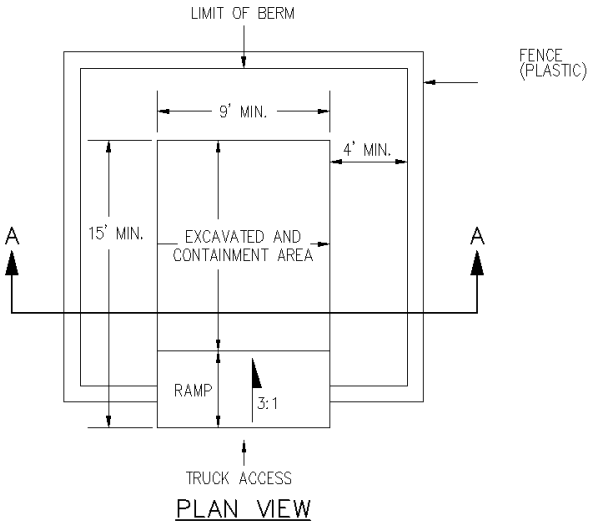 LIMIT OF BERM
FENCE
(PLASTIC)
9' MIN.
4' MIN.
15' MIN.
A
A
EXCAVATED AND
CONTAINMENT AREA
RAMP
3:1
TRUCK ACCESS
PLAN VIEW